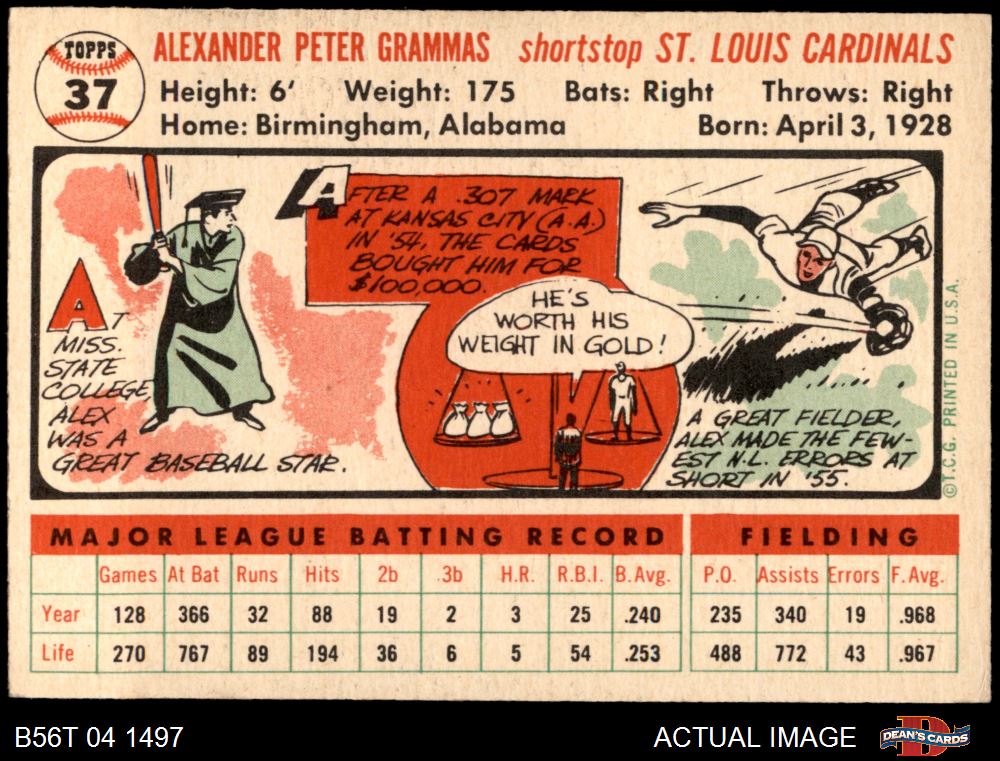 TOPPS
37
ALEXANDER PETER GRAMMAS shortstop ST. LOUIS CARDINALS
Height: 6' Weight: 175 Bats: Right Throws: Right
Home: Birmingham, Alabama Born: April 3, 1928
AT
MISS.
STATE
COLLEGE,
ALEX
WAS A
GREAT BASEBALL STAR.
AFTER A .307 MARK
AT KANSAS CITY (A.A.)
IN '54, THE CARDS
BOUGHT HIM FOR
$100,000.
HE'S
WORTH HIS
WEIGHT IN GOLD!
A GREAT FIELDER,
ALEX MADE THE FEW-
EST N.L. ERRORS AT
SHORT IN '55.
©T.C.G. PRINTED IN U.S.A.
MAJOR LEAGUE BATTING RECORD FIELDING
Games At Bat Runs Hits 2b 3b H.R. R.B.I. B.Avg. P.O. Assists Errors F. Avg.
Year 128 366 32 88 19 2 3 25 .240 235 340 19 .968
Life 270 767 89 194 36 6 5 54 .253 488 772 43 .967
B56T 04 1497 ACTUAL IMAGE DEAN'S CARDS